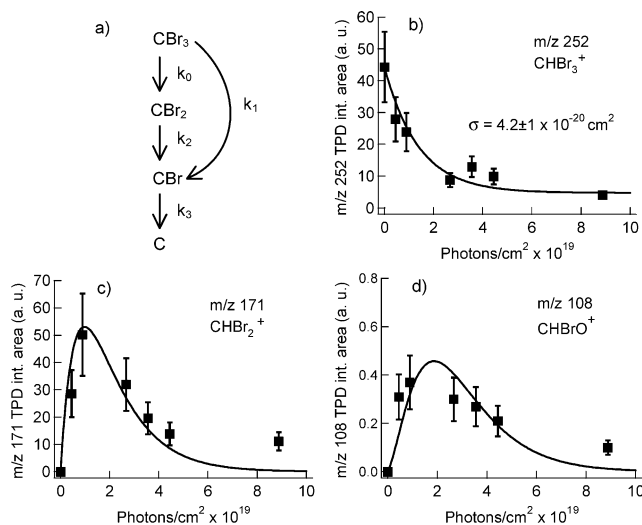 a)
CBr₃
k₀
k₁
CBr₂
k₂
CBr
k₃
C
b)
m/z 252
CHBr₃⁺
σ = 4.2±1 x 10⁻²⁰ cm²
m/z 252 TPD int. area (a. u.)
60
50
40
30
20
10
0
0 2 4 6 8 10
Photons/cm² x 10¹⁹
c)
m/z 171
CHBr₂⁺
m/z 171 TPD int. area (a. u.)
70
60
50
40
30
20
10
0
0 2 4 6 8 10
Photons/cm² x 10¹⁹
d)
m/z 108
CHBrO⁺
m/z 108 TPD int. area (a. u.)
0.8
0.6
0.4
0.2
0.0
0 2 4 6 8 10
Photons/cm² x 10¹⁹